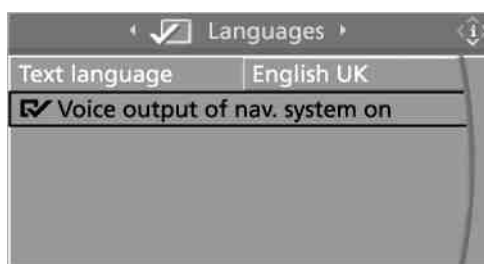 Languages
Text language English UK
Voice output of nav. system on